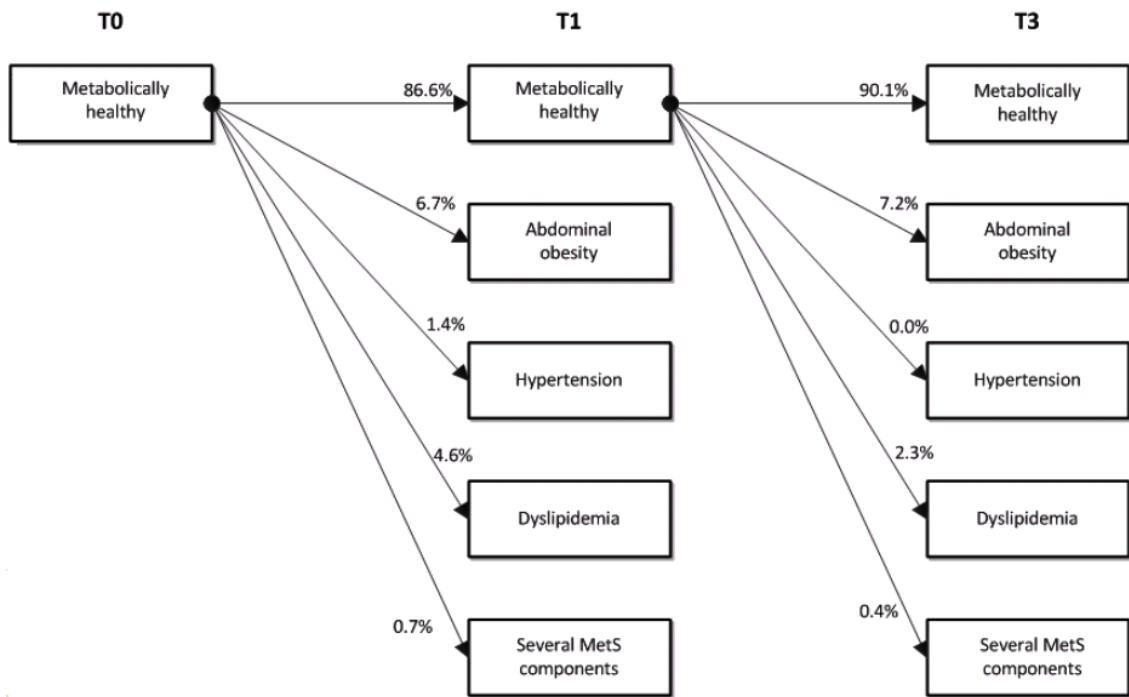 T0 T1 T3
Metabolically
healthy
86.6%
Metabolically
healthy
90.1%
Metabolically
healthy
6.7%
Abdominal
obesity
7.2%
Abdominal
obesity
1.4%
Hypertension
0.0%
Hypertension
4.6%
Dyslipidemia
2.3%
Dyslipidemia
0.7%
Several MetS
components
0.4%
Several MetS
components